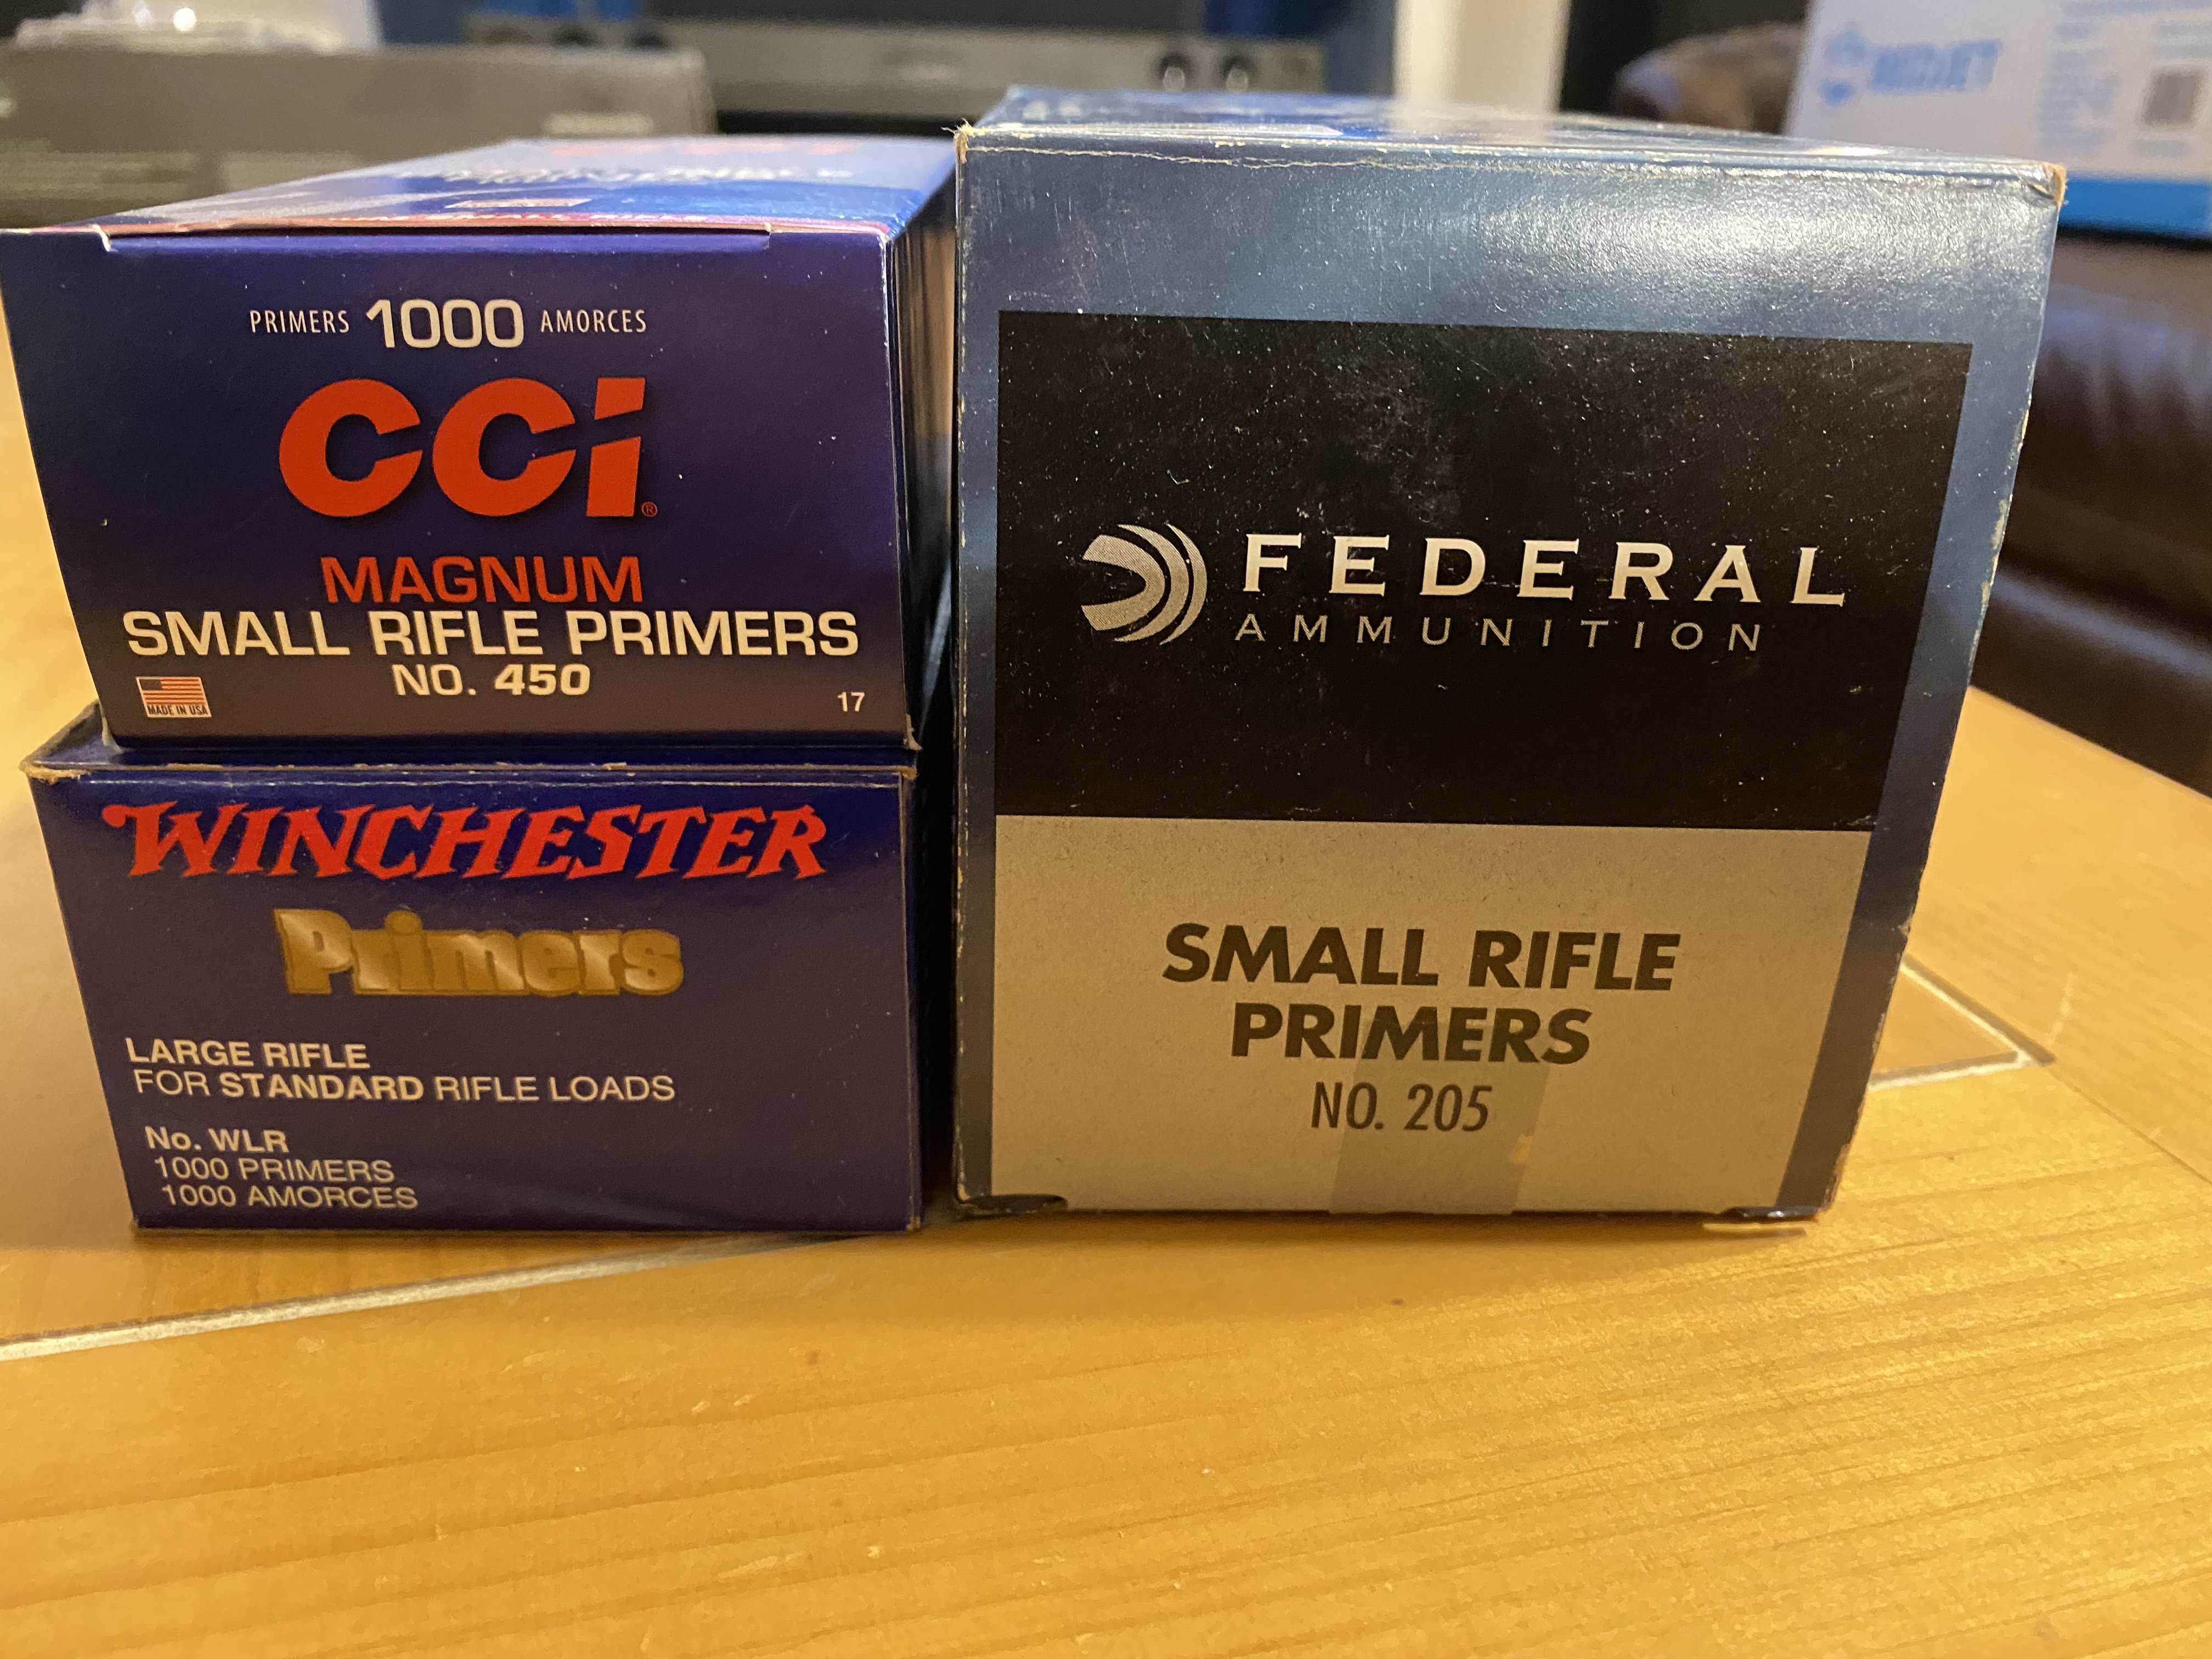 PRIMERS 1000 AMORCES
CCI®
MAGNUM
SMALL RIFLE PRIMERS
NO. 450
MADE IN USA
17
WINCHESTER
Primers
LARGE RIFLE
FOR STANDARD RIFLE LOADS
No. WLR
1000 PRIMERS
1000 AMORCES
FEDERAL
AMMUNITION
SMALL RIFLE
PRIMERS
NO. 205